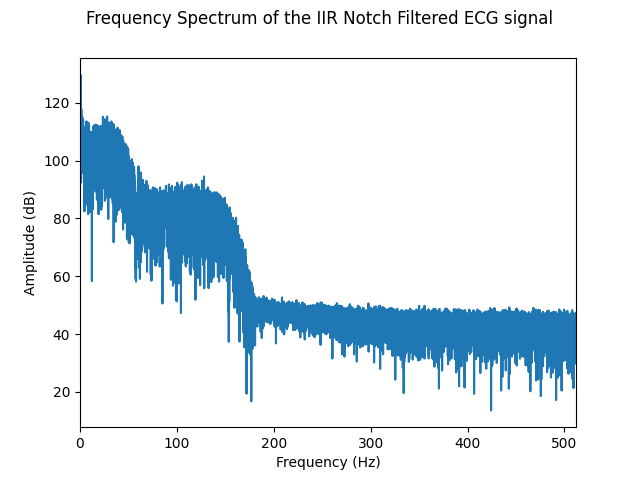 Frequency Spectrum of the IIR Notch Filtered ECG signal
120
100
80
60
40
20
Amplitude (dB)
0 100 200 300 400 500
Frequency (Hz)